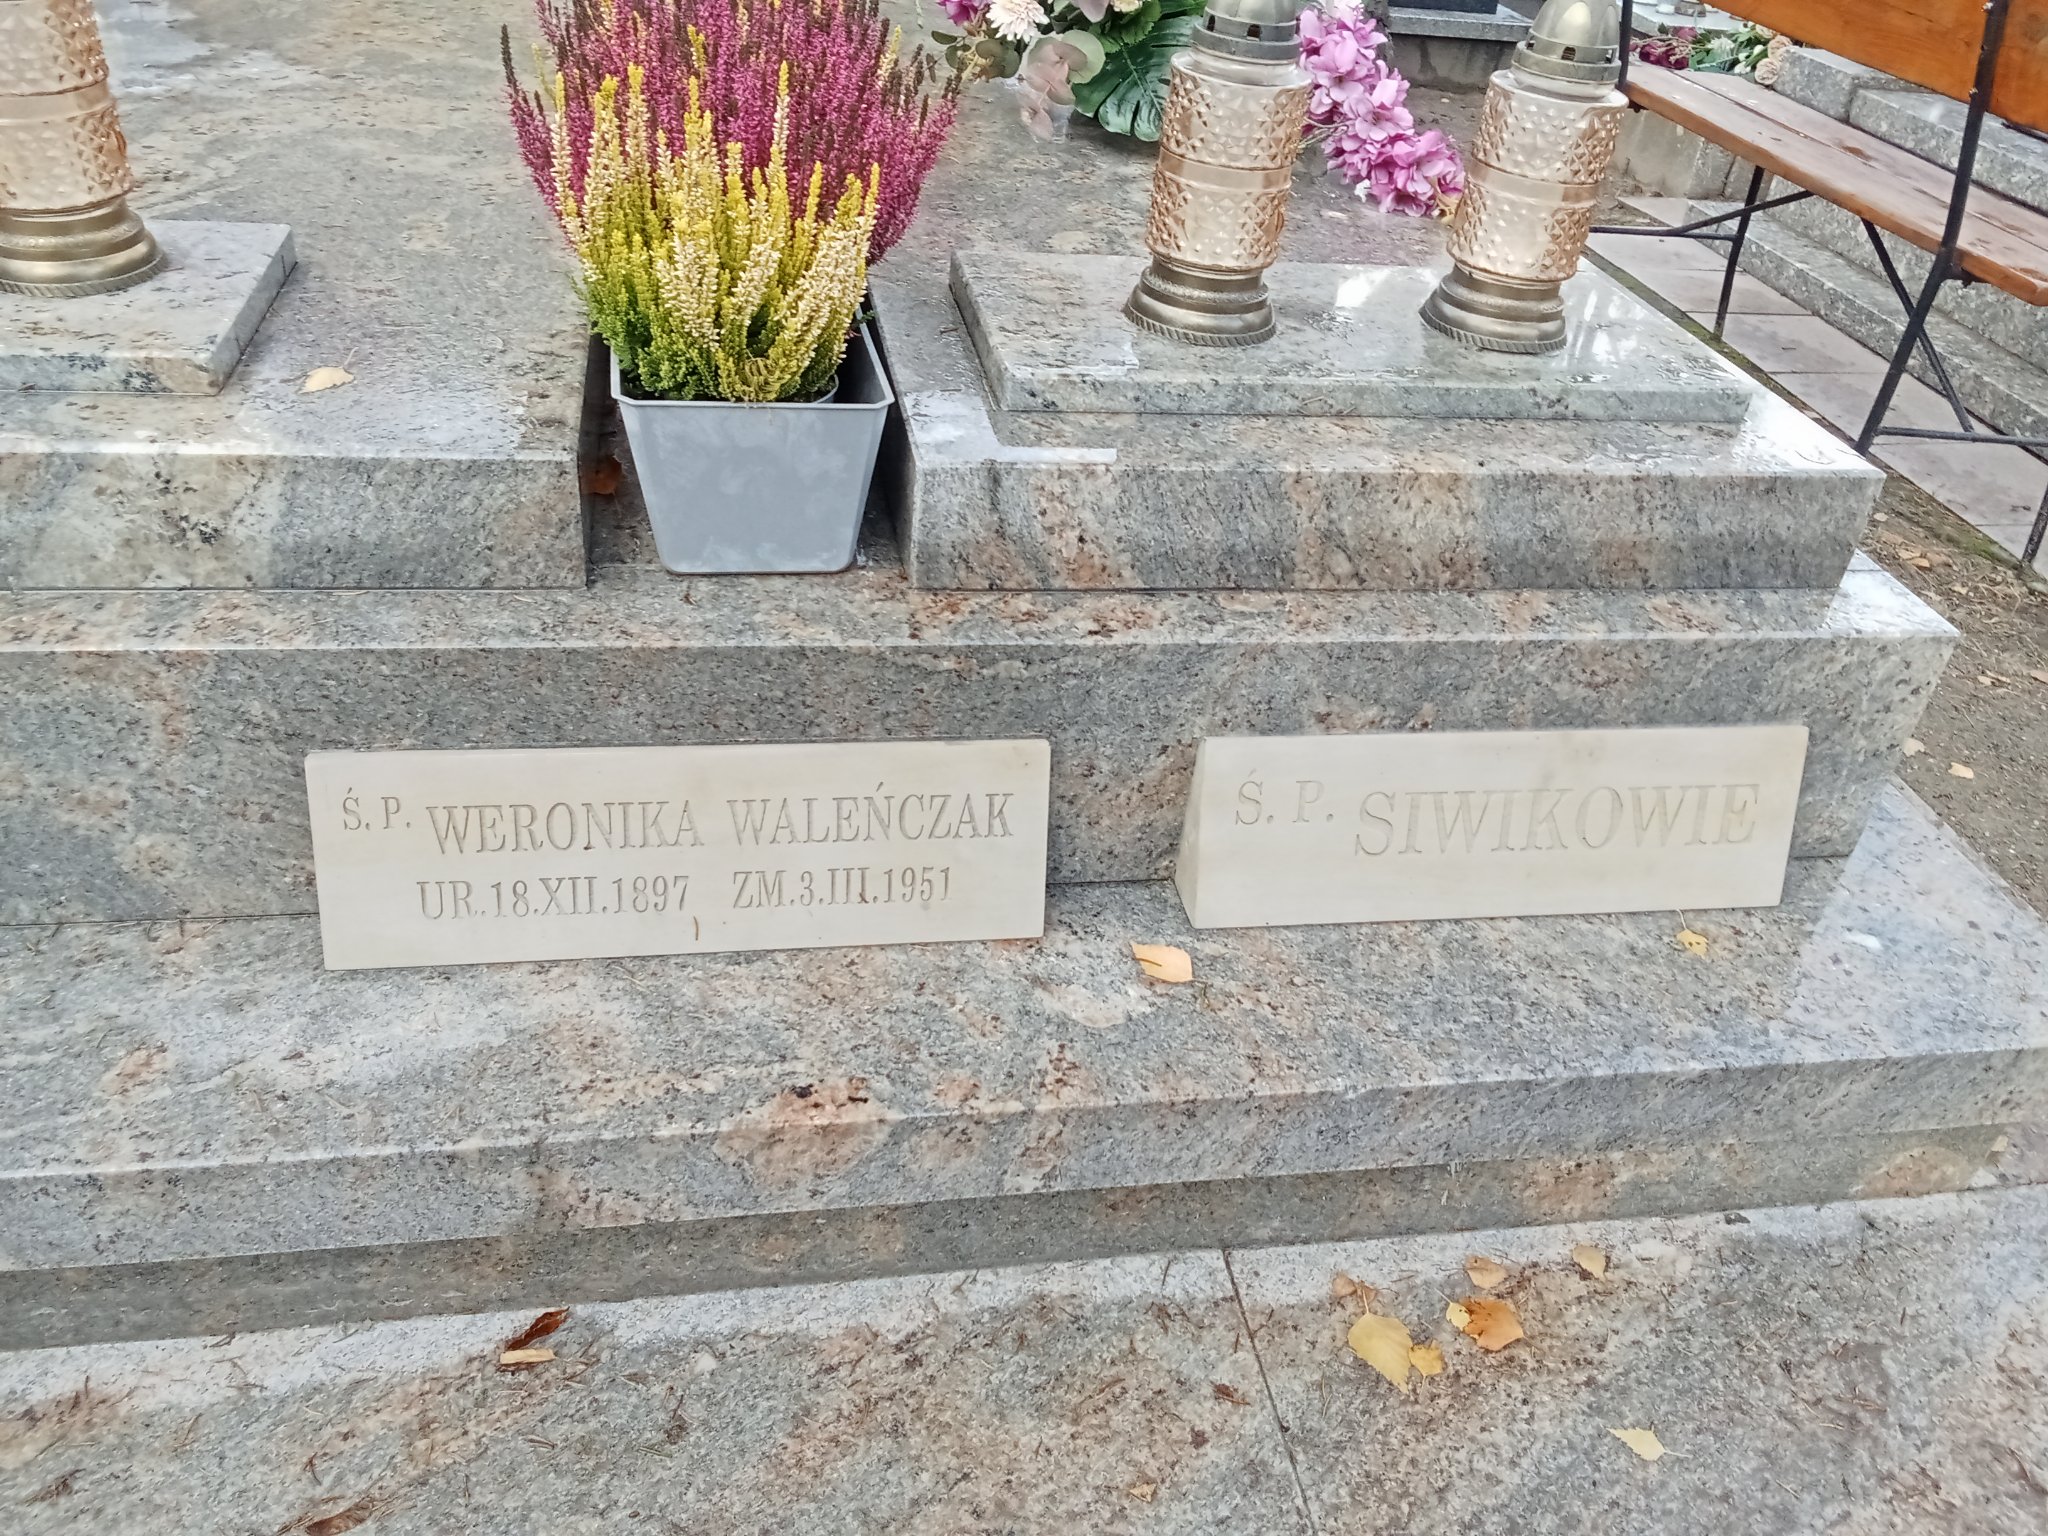 Ś. P. WERONIKA WALEŃCZAK
UR.18.XII.1897 ZM.3.III.1951
Ś. P. SIWIKOWIE